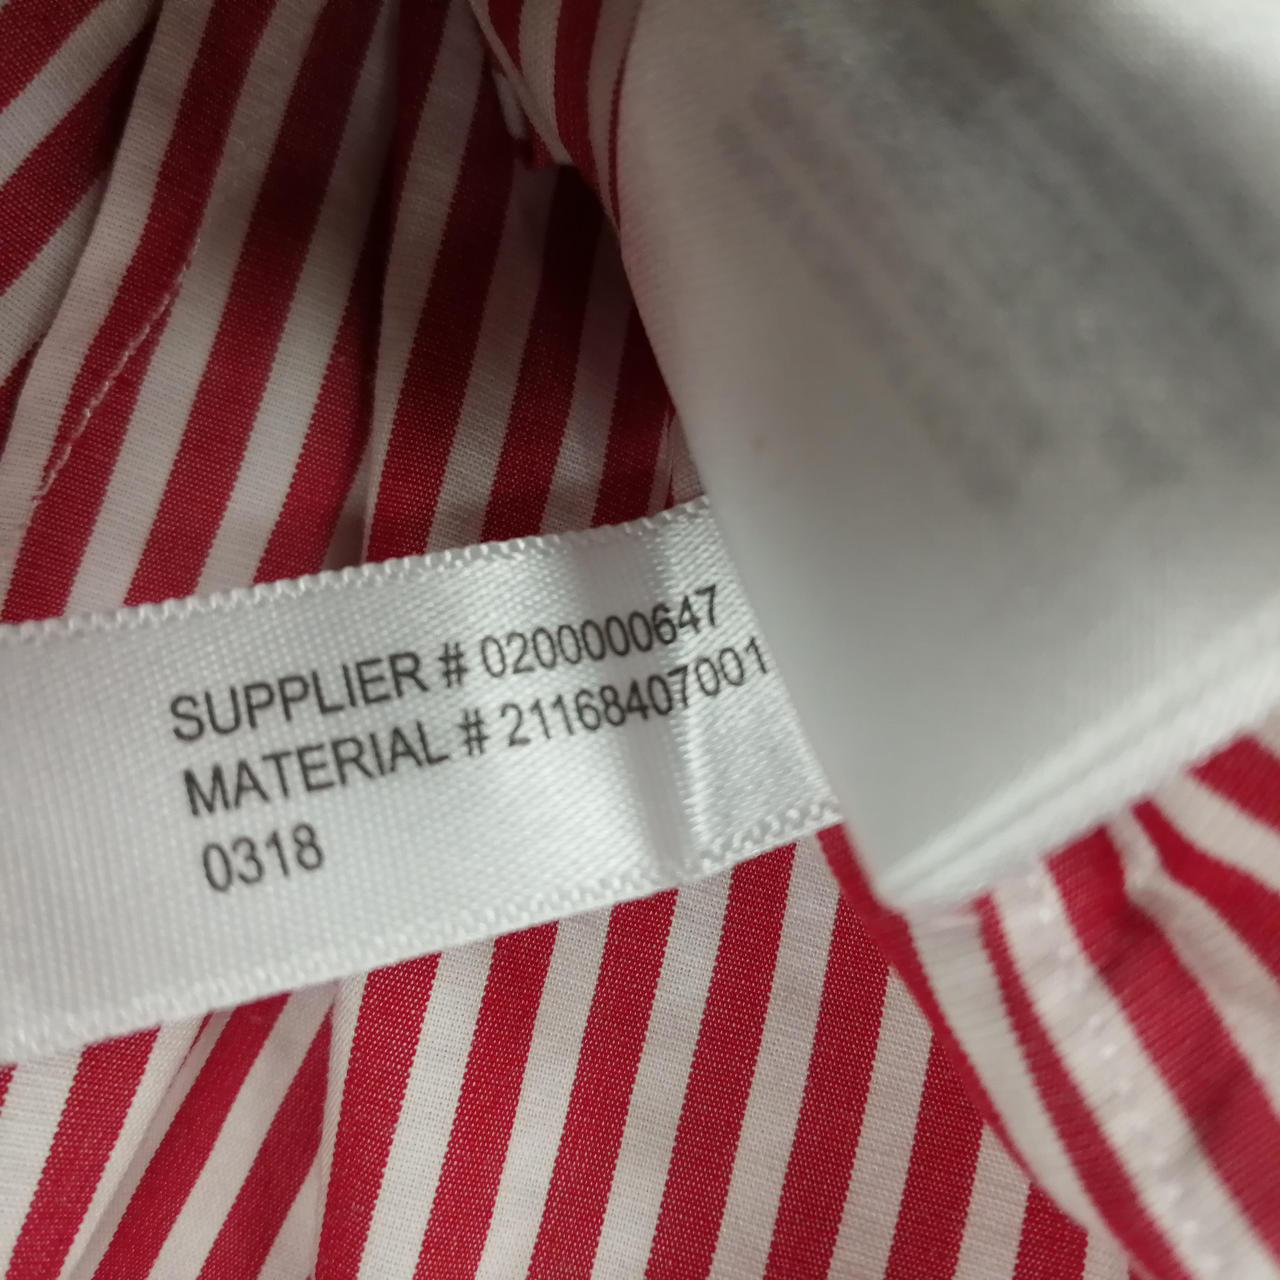 SUPPLIER # 0200000647
MATERIAL # 21168407001
0318